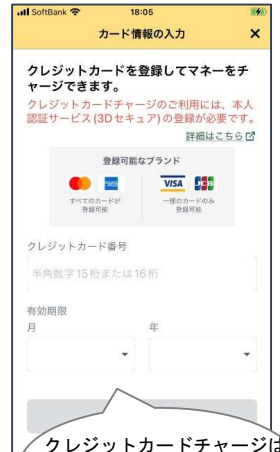 SoftBank 18:05
カード情報の入力
クレジットカードを登録してマネーをチ
ャージできます。
クレジットカードチャージのご利用には、本人
認証サービス(3Dセキュア)の登録が必要です。
詳細はこちら
登録可能なブランド
VISA JCB
すべてのカードが 一部のカードのみ
登録可能 登録可能
クレジットカード番号
半角数字15桁または16桁
有効期限
月 年
クレジットカードチャージは